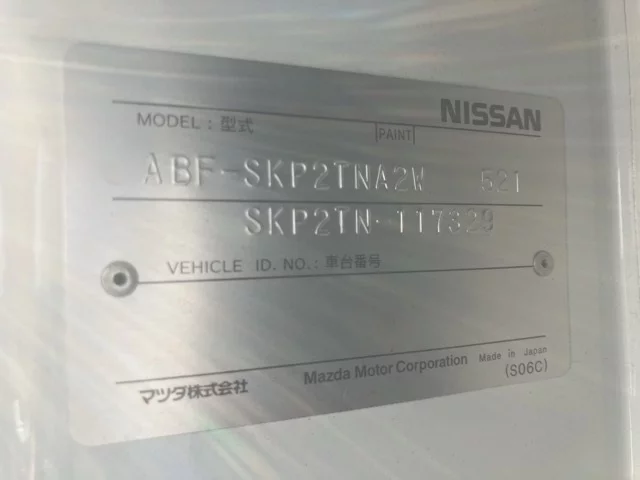 NISSAN
MODEL : 型式 PAINT
ABF-SKP2TNA2W 521
SKP2TN-117329
VEHICLE ID. NO. : 車台番号
マツダ株式会社 Mazda Motor Corporation Made in Japan
(S06C)